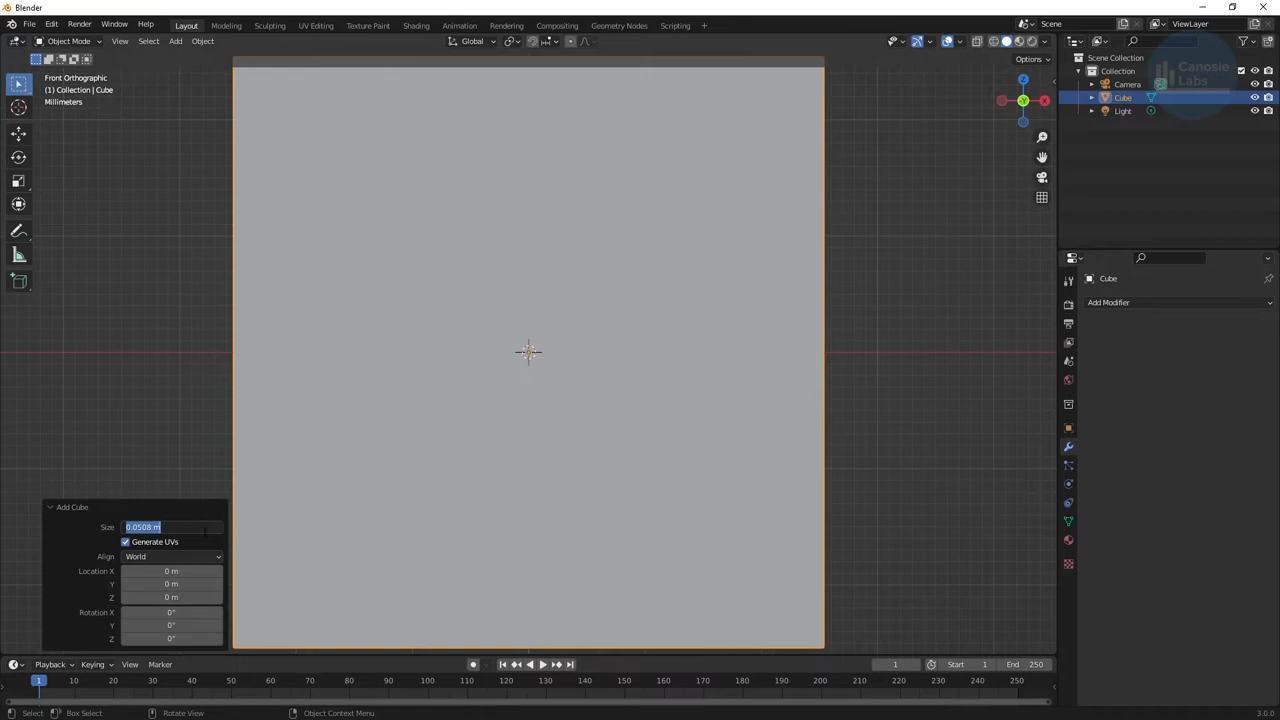 Blender
File Edit Render Window Help Layout Modeling Sculpting UV Editing Texture Paint Shading Animation Rendering Compositing Geometry Nodes Scripting + Scene ViewLayer
Object Mode View Select Add Object Global
Options
Front Orthographic
(1) Collection | Cube
Millimeters
Z
X
-Y
Scene Collection
Collection
Camera
Cube
Light
Canosie
Labs
Cube
Add Modifier
Add Cube
Size 0.0508 m
Generate UVs
Align World
Location X 0 m
Y 0 m
Z 0 m
Rotation X 0°
Y 0°
Z 0°
Playback Keying View Marker 1 Start 1 End 250
1 10 20 30 40 50 60 70 80 90 100 110 120 130 140 150 160 170 180 190 200 210 220 230 240 250
Select Box Select Rotate View Object Context Menu 3.0.0